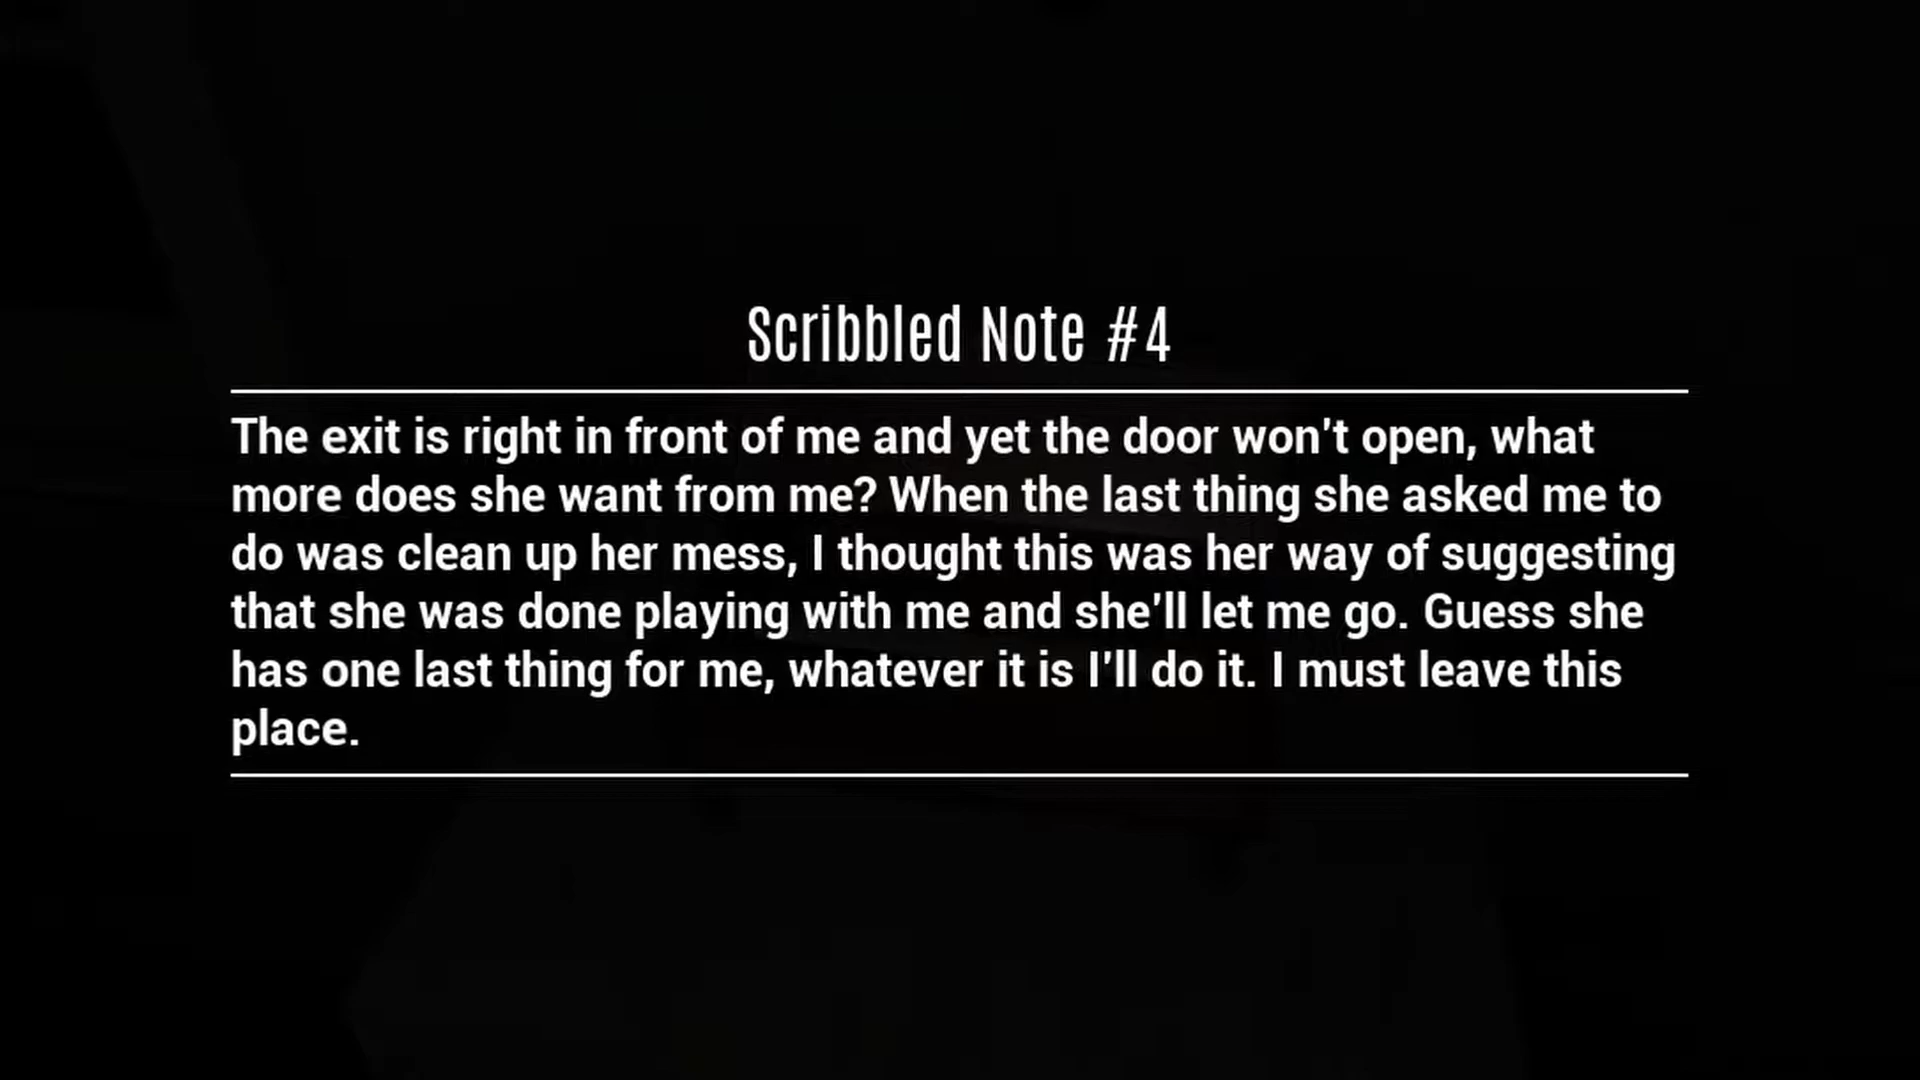 Scribbled Note #4
The exit is right in front of me and yet the door won't open, what
more does she want from me? When the last thing she asked me to
do was clean up her mess, I thought this was her way of suggesting
that she was done playing with me and she'll let me go. Guess she
has one last thing for me, whatever it is I'll do it. I must leave this
place.